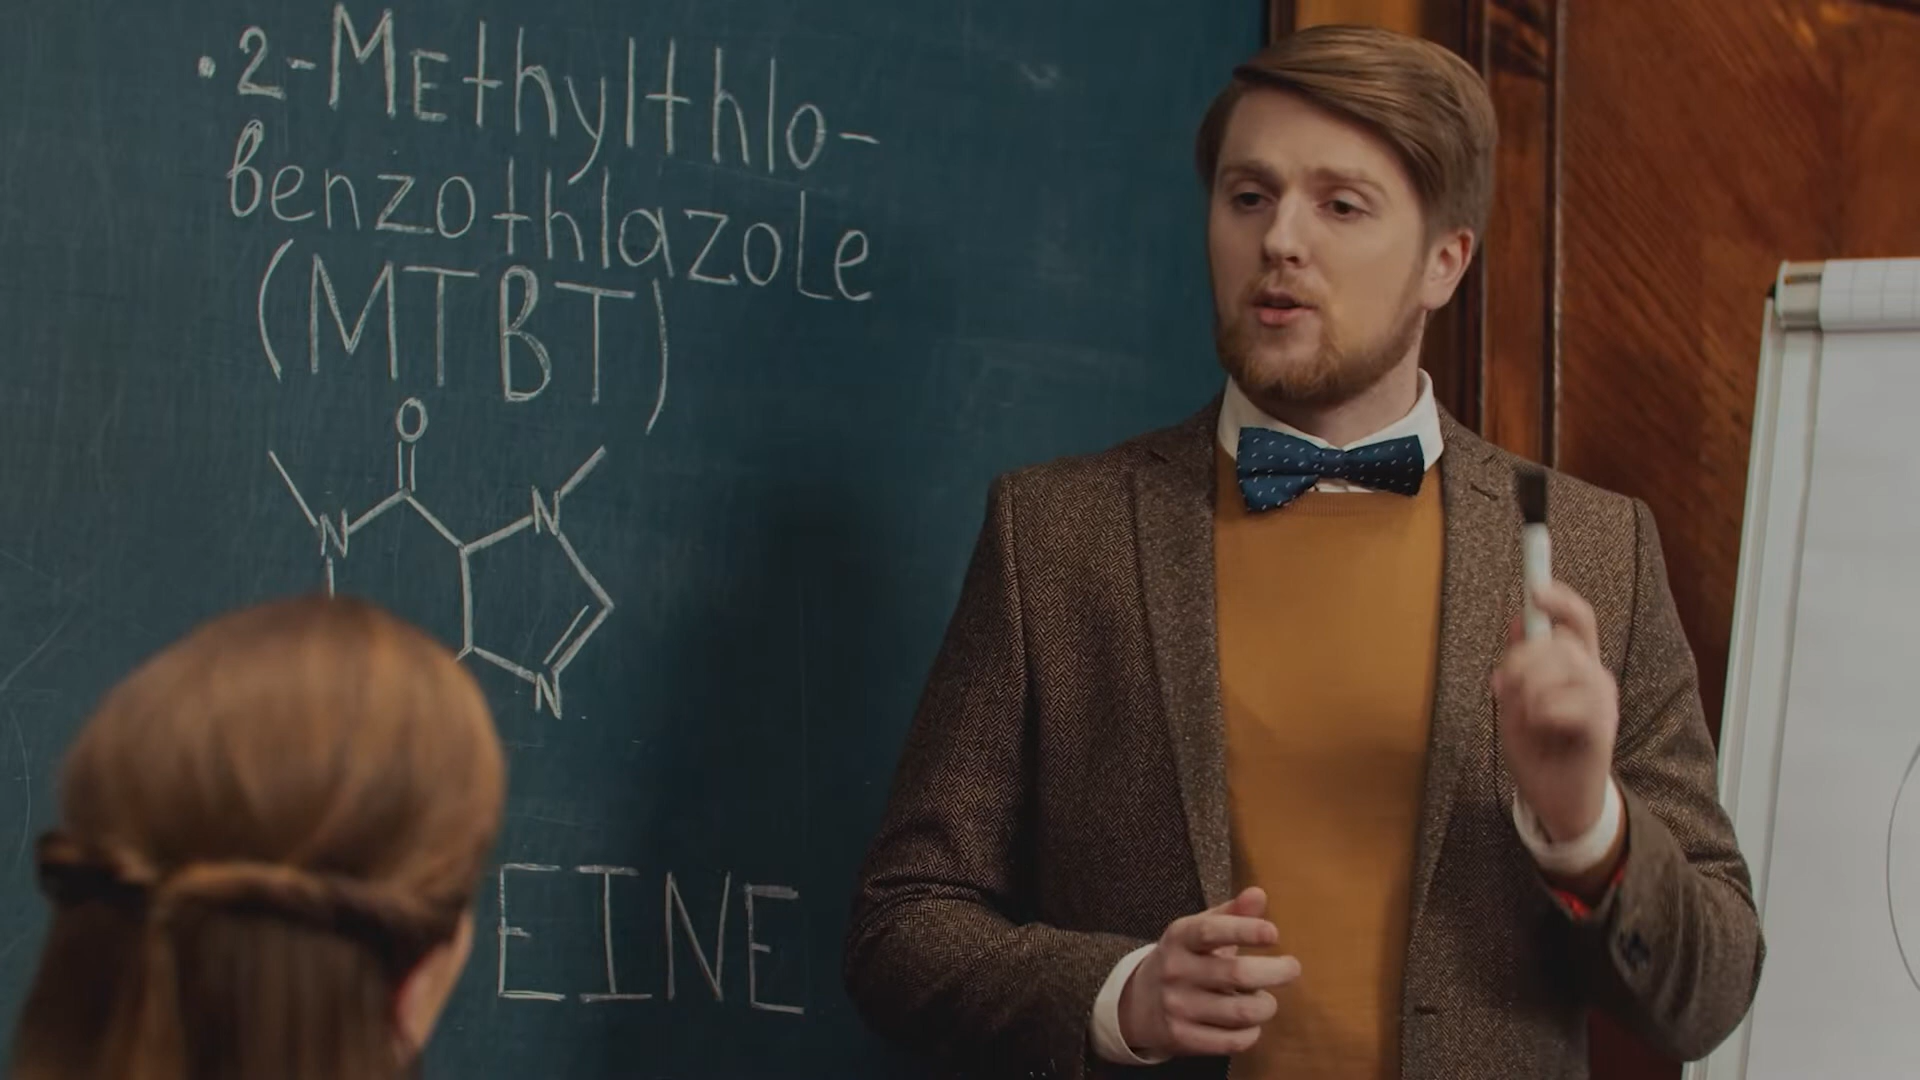 · 2-MEthylthlo-
benzothlazole
(MTBT)
O
N N
N
EINE